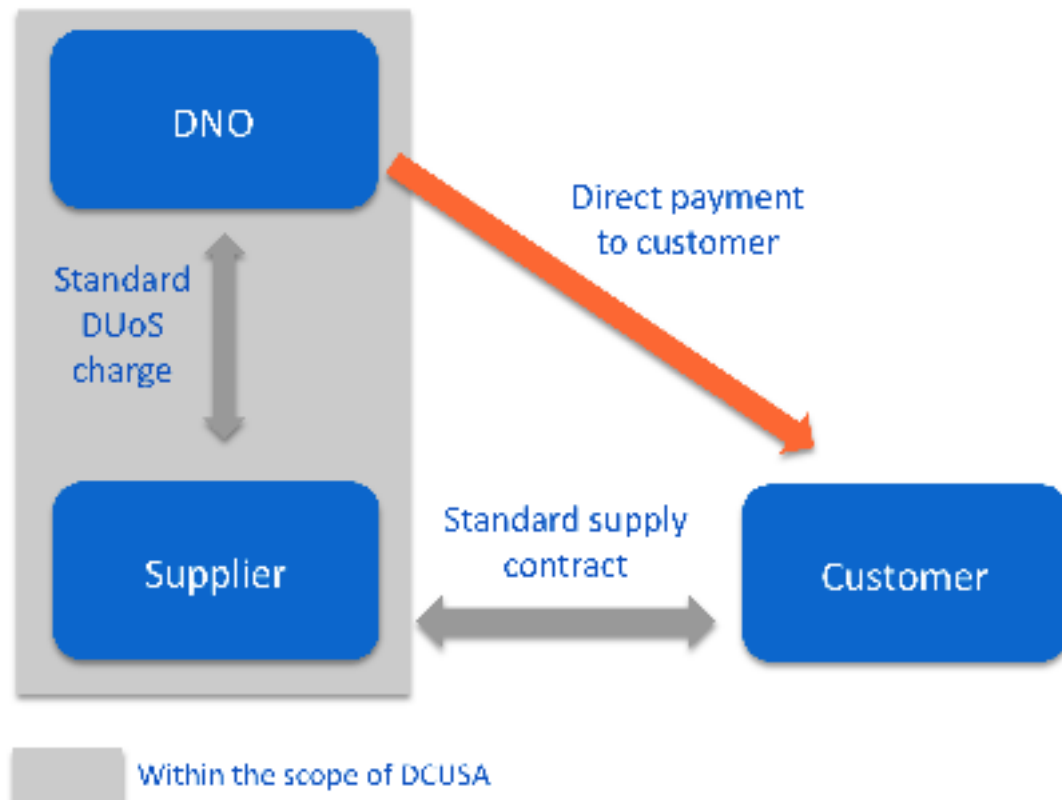 DNO
Direct payment
to customer
Standard
DUoS
charge
Standard supply
contract
Supplier
Customer
Within the scope of DCUSA